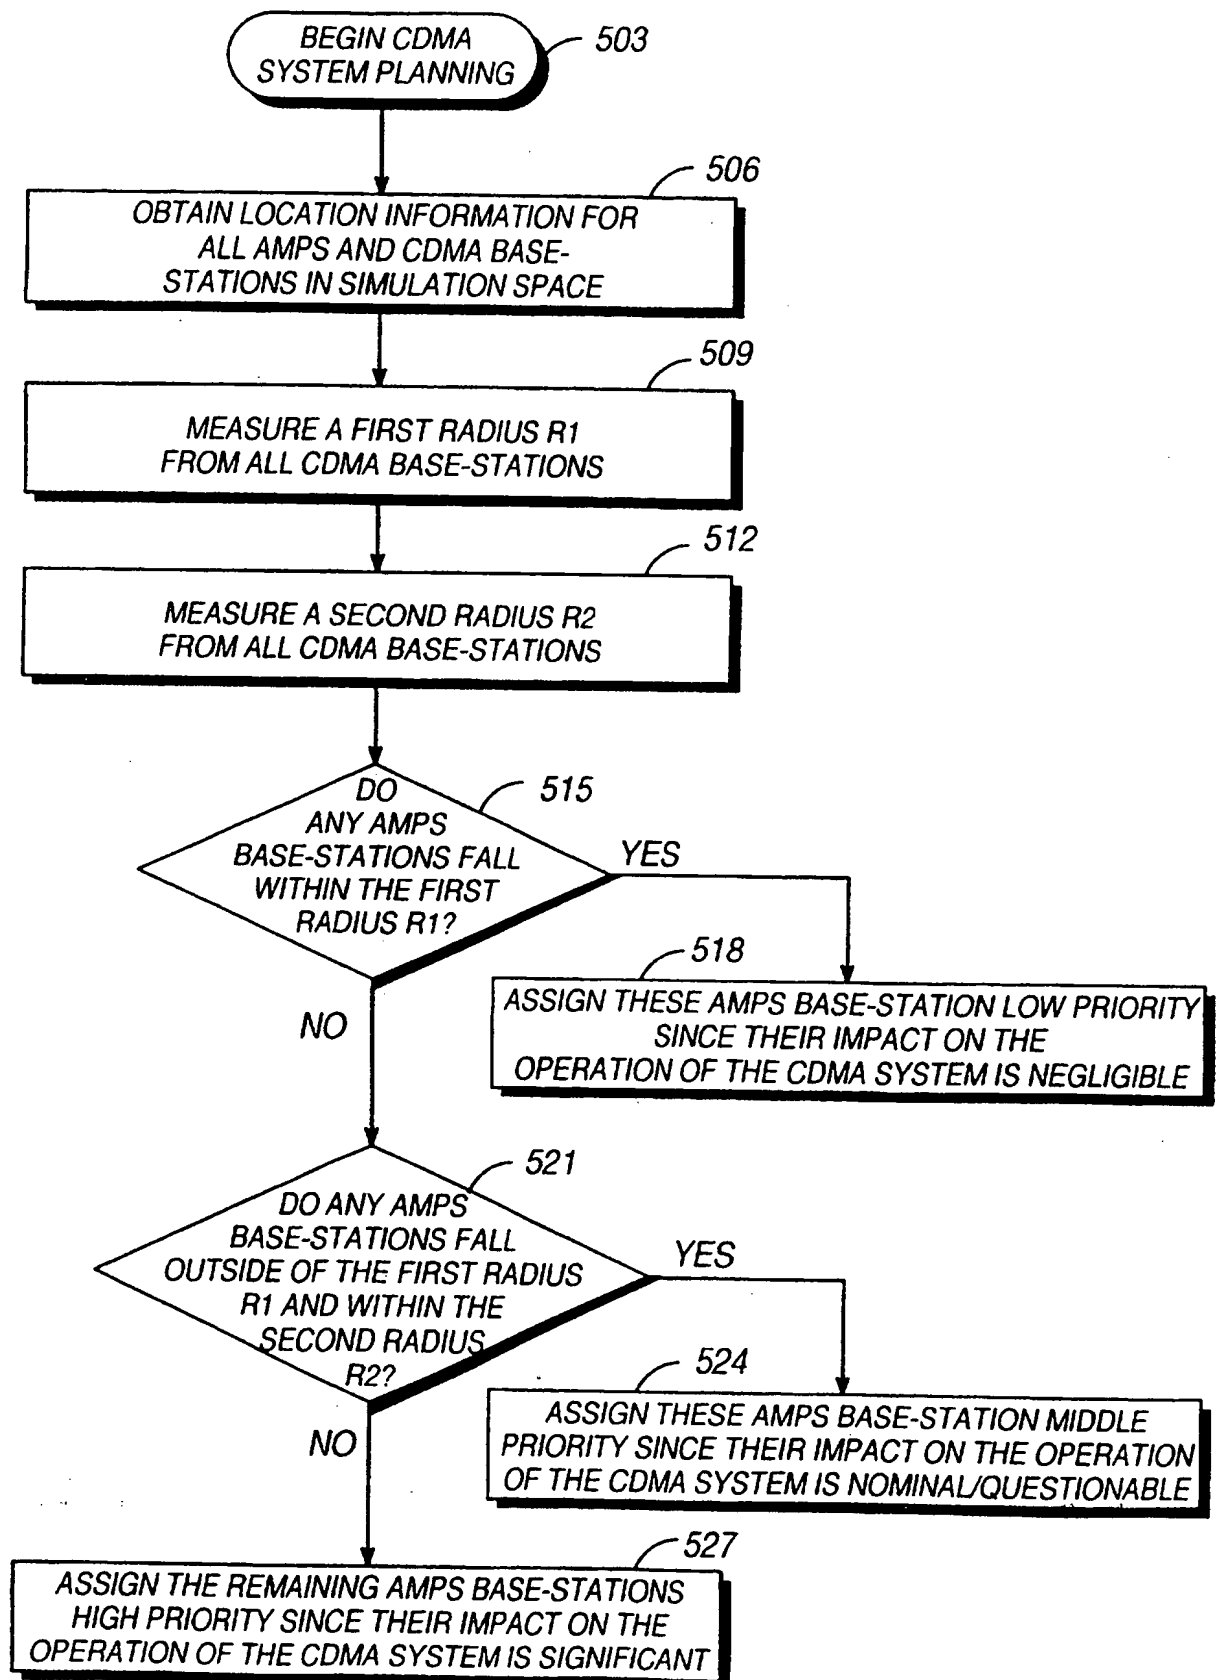 BEGIN CDMA
SYSTEM PLANNING
503
506
OBTAIN LOCATION INFORMATION FOR
ALL AMPS AND CDMA BASE-
STATIONS IN SIMULATION SPACE
509
MEASURE A FIRST RADIUS R1
FROM ALL CDMA BASE-STATIONS
512
MEASURE A SECOND RADIUS R2
FROM ALL CDMA BASE-STATIONS
515
DO
ANY AMPS
BASE-STATIONS FALL
WITHIN THE FIRST
RADIUS R1?
YES
NO
518
ASSIGN THESE AMPS BASE-STATION LOW PRIORITY
SINCE THEIR IMPACT ON THE
OPERATION OF THE CDMA SYSTEM IS NEGLIGIBLE
521
DO ANY AMPS
BASE-STATIONS FALL
OUTSIDE OF THE FIRST RADIUS
R1 AND WITHIN THE
SECOND RADIUS
R2?
YES
NO
524
ASSIGN THESE AMPS BASE-STATION MIDDLE
PRIORITY SINCE THEIR IMPACT ON THE OPERATION
OF THE CDMA SYSTEM IS NOMINAL/QUESTIONABLE
527
ASSIGN THE REMAINING AMPS BASE-STATIONS
HIGH PRIORITY SINCE THEIR IMPACT ON THE
OPERATION OF THE CDMA SYSTEM IS SIGNIFICANT